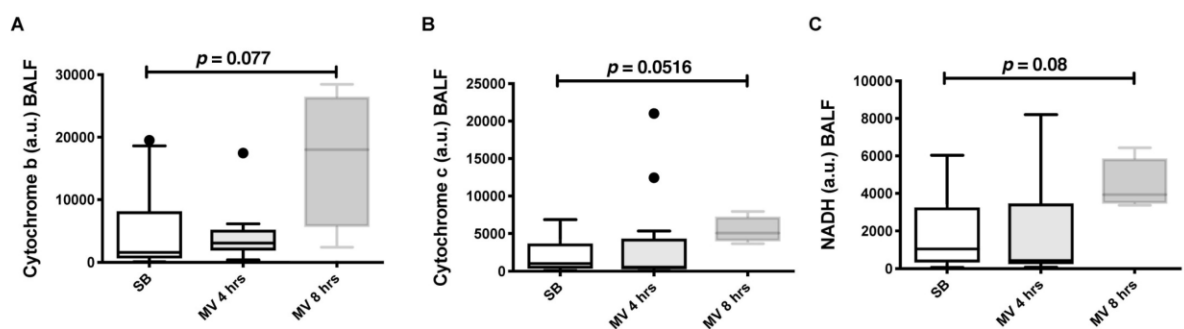 A
Cytochrome b (a.u.) BALF
p = 0.077
30000
20000
10000
0
SB
MV 4 hrs
MV 8 hrs
B
Cytochrome c (a.u.) BALF
p = 0.0516
25000
20000
15000
10000
5000
0
SB
MV 4 hrs
MV 8 hrs
C
NADH (a.u.) BALF
p = 0.08
10000
8000
6000
4000
2000
0
SB
MV 4 hrs
MV 8 hrs